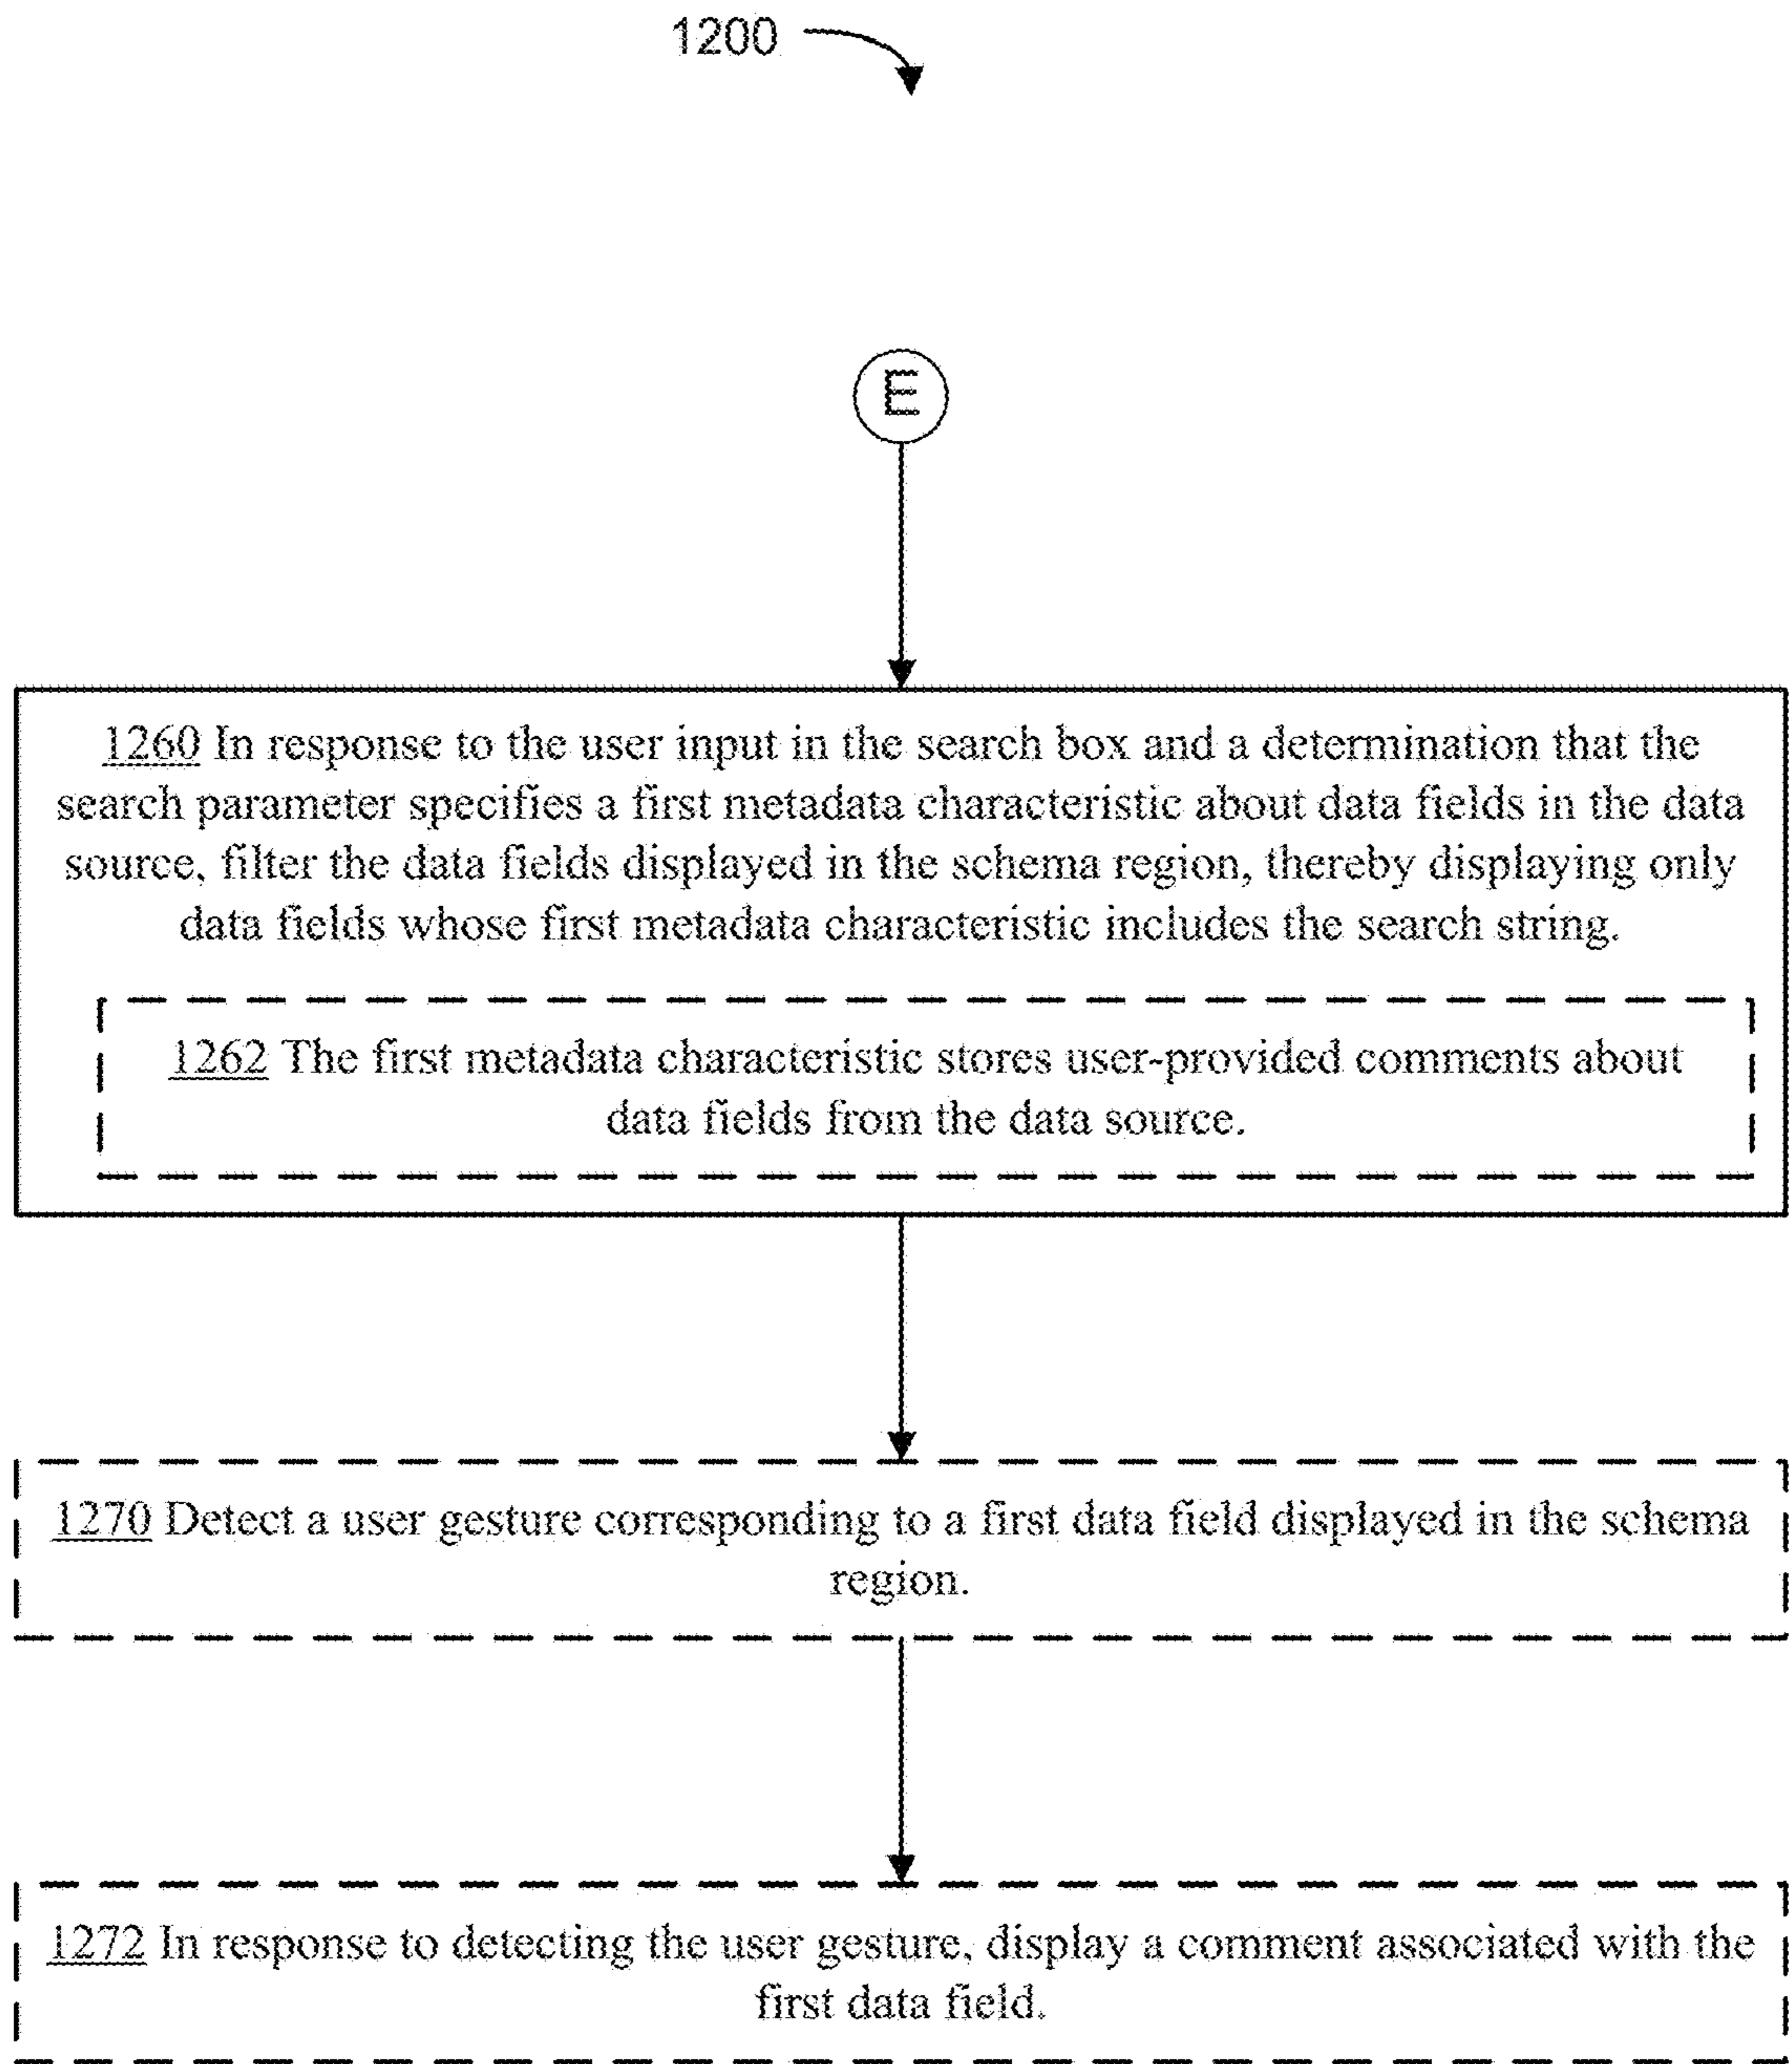 1200
E
1260 In response to the user input in the search box and a determination that the
search parameter specifies a first metadata characteristic about data fields in the data
source, filter the data fields displayed in the schema region, thereby displaying only
data fields whose first metadata characteristic includes the search string.
1262 The first metadata characteristic stores user-provided comments about
data fields from the data source.
1270 Detect a user gesture corresponding to a first data field displayed in the schema
region.
1272 In response to detecting the user gesture, display a comment associated with the
first data field.